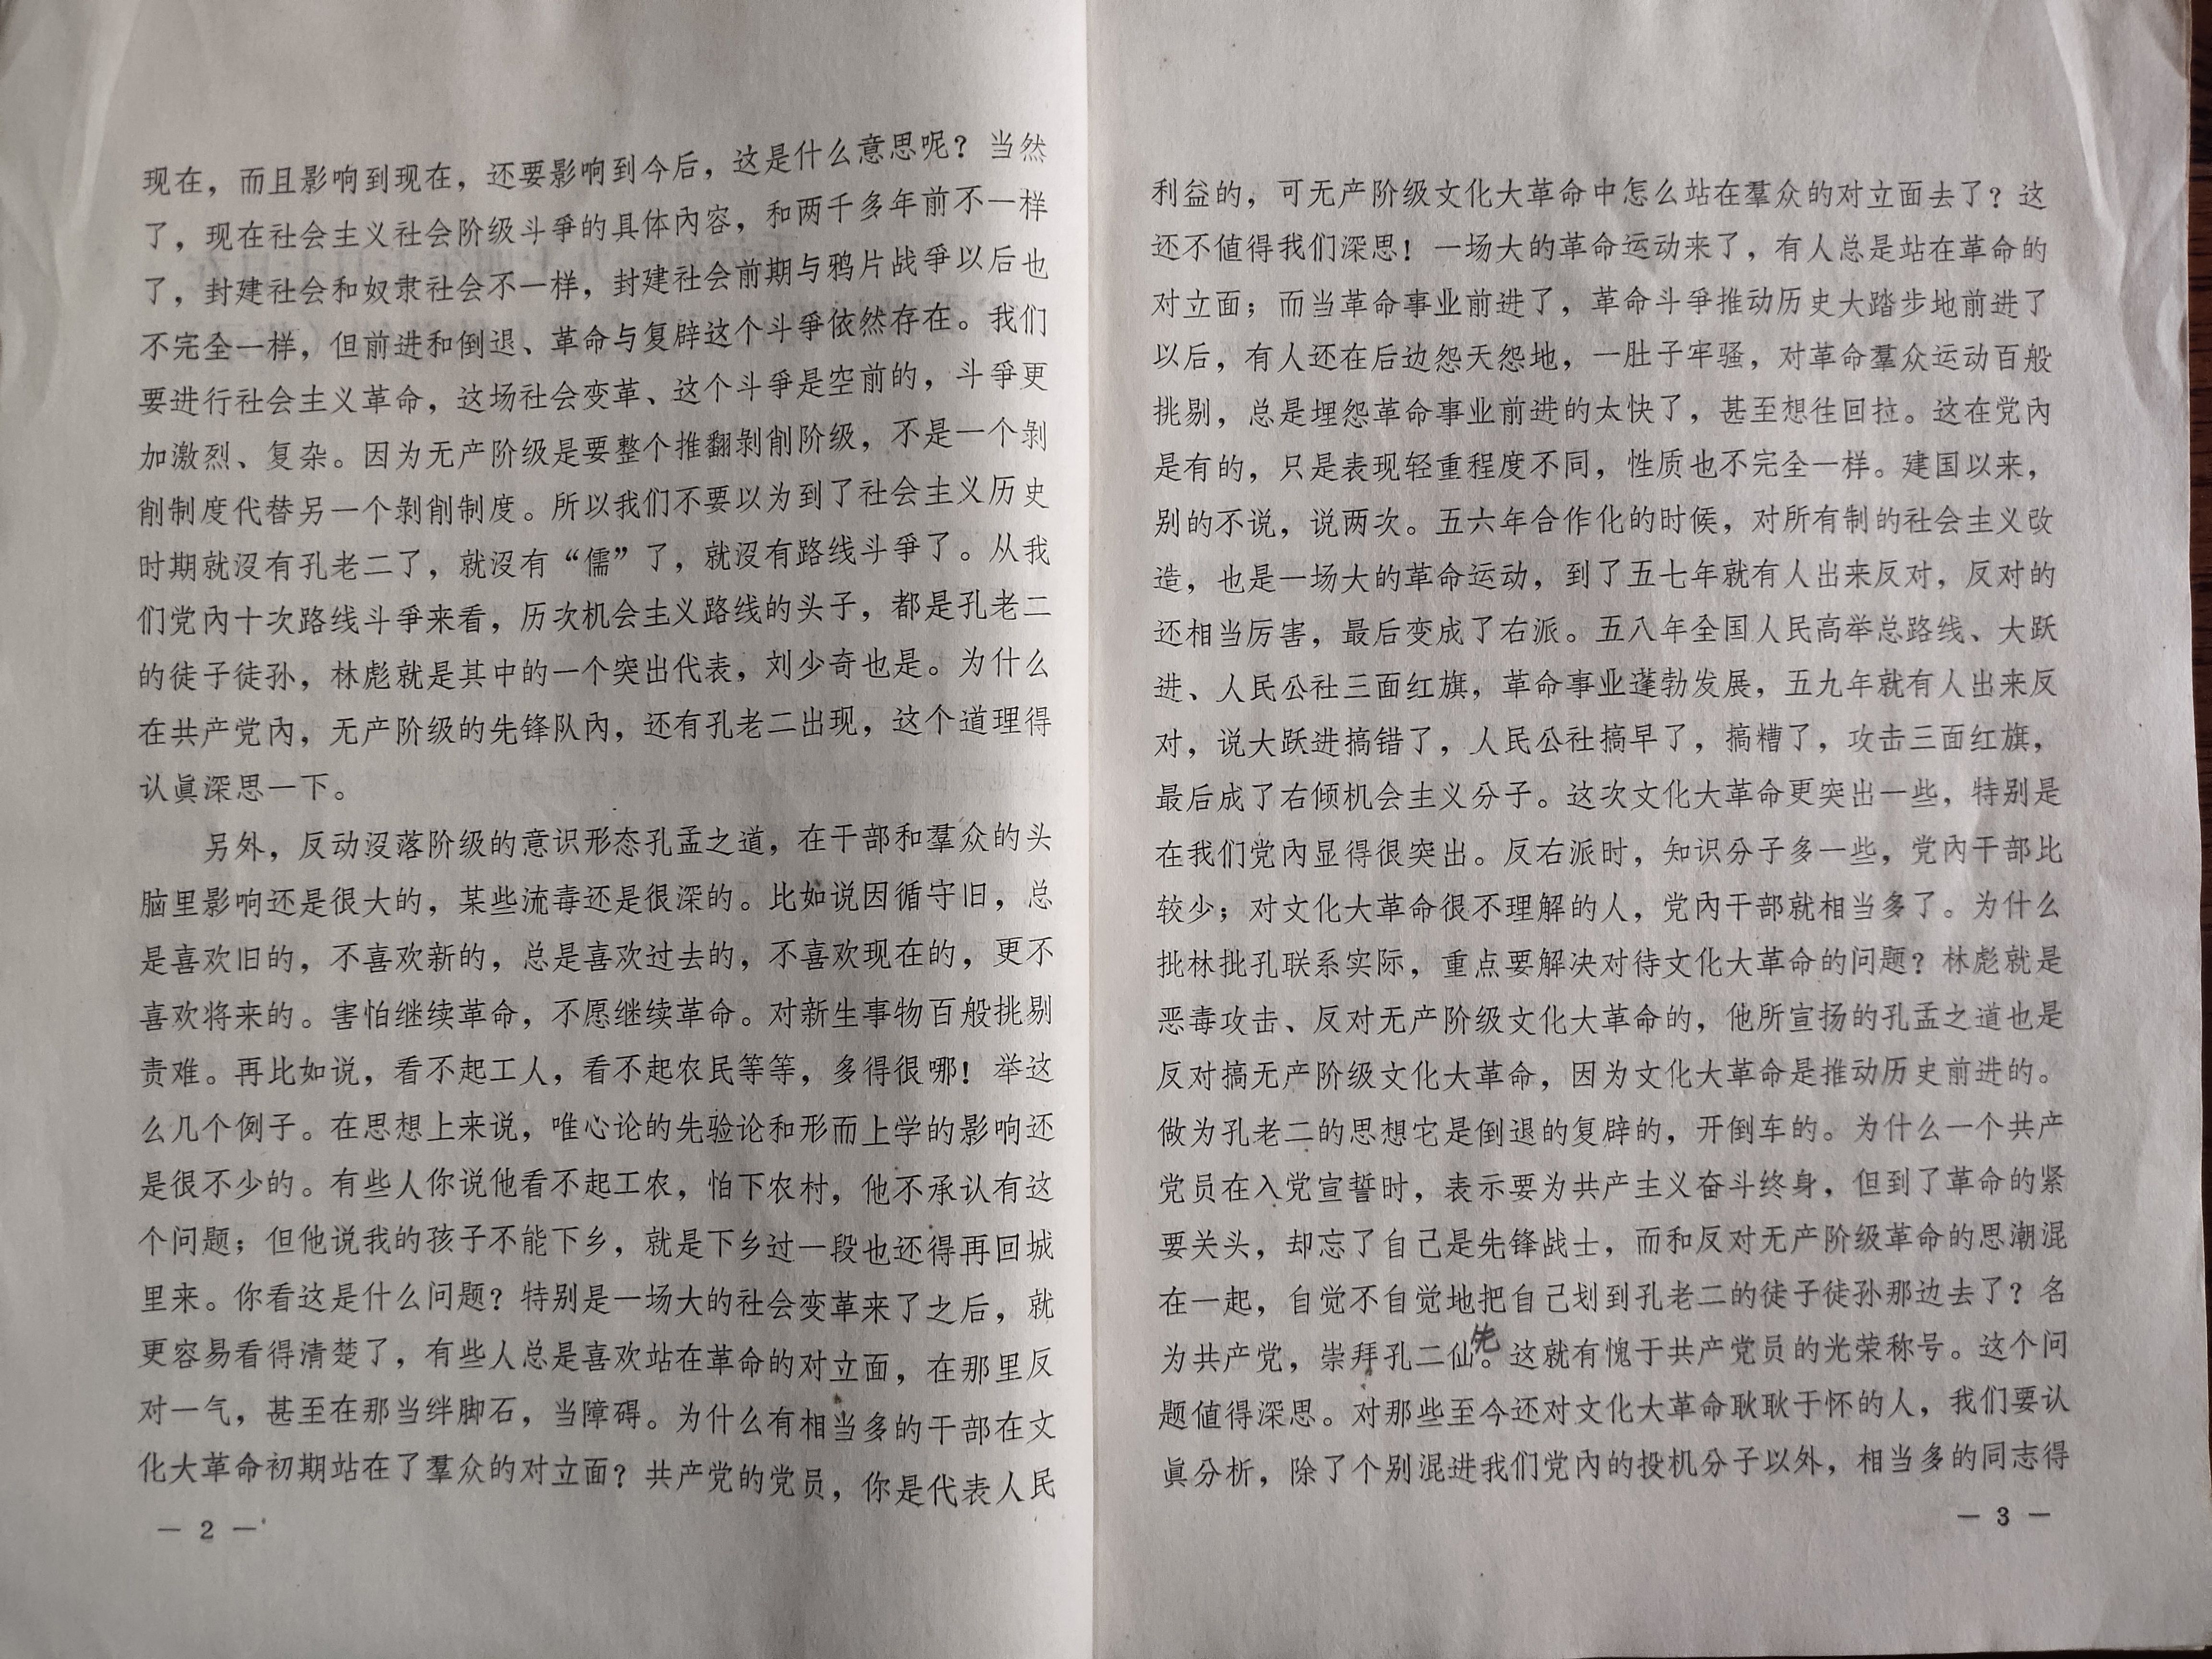 现在，而且影响到现在，还要影响到今后，这是什么意思呢？当然
了，现在社会主义社会阶级斗爭的具体內容，和两千多年前不一样
了，封建社会和奴隶社会不一样，封建社会前期与鸦片战爭以后也
不完全一样，但前进和倒退、革命与复辟这个斗爭依然存在。我们
要进行社会主义革命，这场社会变革、这个斗爭是空前的，斗爭更
加激烈、复杂。因为无产阶级是要整个推翻剝削阶级，不是一个剝
削制度代替另一个剝削制度。所以我们不要以为到了社会主义历史
时期就沒有孔老二了，就沒有“儒”了，就沒有路线斗爭了。从我
们党內十次路线斗爭来看，历次机会主义路线的头子，都是孔老二
的徒子徒孙，林彪就是其中的一个突出代表，刘少奇也是。为什么
在共产党內，无产阶级的先锋队內，还有孔老二出现，这个道理得
认眞深思一下。
另外，反动沒落阶级的意识形态孔孟之道，在干部和羣众的头
脑里影响还是很大的，某些流毒还是很深的。比如说因循守旧，总
是喜欢旧的，不喜欢新的，总是喜欢过去的，不喜欢现在的，更不
喜欢将来的。害怕继续革命，不愿继续革命。对新生事物百般挑剔
责难。再比如说，看不起工人，看不起农民等等，多得很哪！举这
么几个例子。在思想上来说，唯心论的先验论和形而上学的影响还
是很不少的。有些人你说他看不起工农，怕下农村，他不承认有这
个问题；但他说我的孩子不能下乡，就是下乡过一段也还得再回城
里来。你看这是什么问题？特别是一场大的社会变革来了之后，就
更容易看得清楚了，有些人总是喜欢站在革命的对立面，在那里反
对一气，甚至在那当绊脚石，当障碍。为什么有相当多的干部在文
化大革命初期站在了羣众的对立面？共产党的党员，你是代表人民
— 2 —
利益的，可无产阶级文化大革命中怎么站在羣众的对立面去了？这
还不值得我们深思！一场大的革命运动来了，有人总是站在革命的
对立面；而当革命事业前进了，革命斗爭推动历史大踏步地前进了
以后，有人还在后边怨天怨地，一肚子牢骚，对革命羣众运动百般
挑剔，总是埋怨革命事业前进的太快了，甚至想往回拉。这在党內
是有的，只是表现轻重程度不同，性质也不完全一样。建国以来，
别的不说，说两次。五六年合作化的时候，对所有制的社会主义改
造，也是一场大的革命运动，到了五七年就有人出来反对，反对的
还相当厉害，最后变成了右派。五八年全国人民高举总路线、大跃
进、人民公社三面红旗，革命事业蓬勃发展，五九年就有人出来反
对，说大跃进搞错了，人民公社搞早了，搞糟了，攻击三面红旗，
最后成了右倾机会主义分子。这次文化大革命更突出一些，特别是
在我们党內显得很突出。反右派时，知识分子多一些，党內干部比
较少；对文化大革命很不理解的人，党內干部就相当多了。为什么
批林批孔联系实际，重点要解决对待文化大革命的问题？林彪就是
恶毒攻击、反对无产阶级文化大革命的，他所宣扬的孔孟之道也是
反对搞无产阶级文化大革命，因为文化大革命是推动历史前进的。
做为孔老二的思想它是倒退的复辟的，开倒车的。为什么一个共产
党员在入党宣誓时，表示要为共产主义奋斗终身，但到了革命的紧
要关头，却忘了自己是先锋战士，而和反对无产阶级革命的思潮混
在一起，自觉不自觉地把自己划到孔老二的徒子徒孙那边去了？名
为共产党，崇拜孔二仙先。这就有愧于共产党员的光荣称号。这个问
题值得深思。对那些至今还对文化大革命耿耿于怀的人，我们要认
眞分析，除了个别混进我们党內的投机分子以外，相当多的同志得
— 3 —